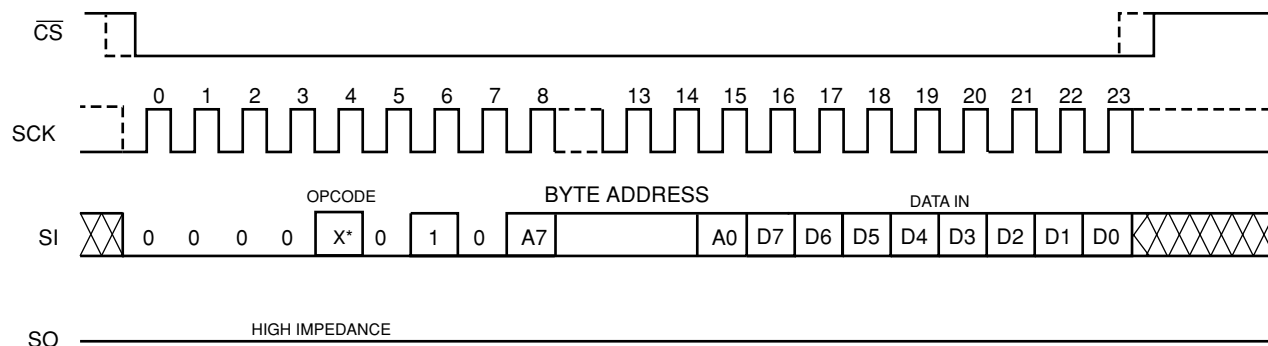 CS
0 1 2 3 4 5 6 7 8 13 14 15 16 17 18 19 20 21 22 23
SCK
OPCODE BYTE ADDRESS DATA IN
SI 0 0 0 0 X* 0 1 0 A7 A0 D7 D6 D5 D4 D3 D2 D1 D0
HIGH IMPEDANCE
SO